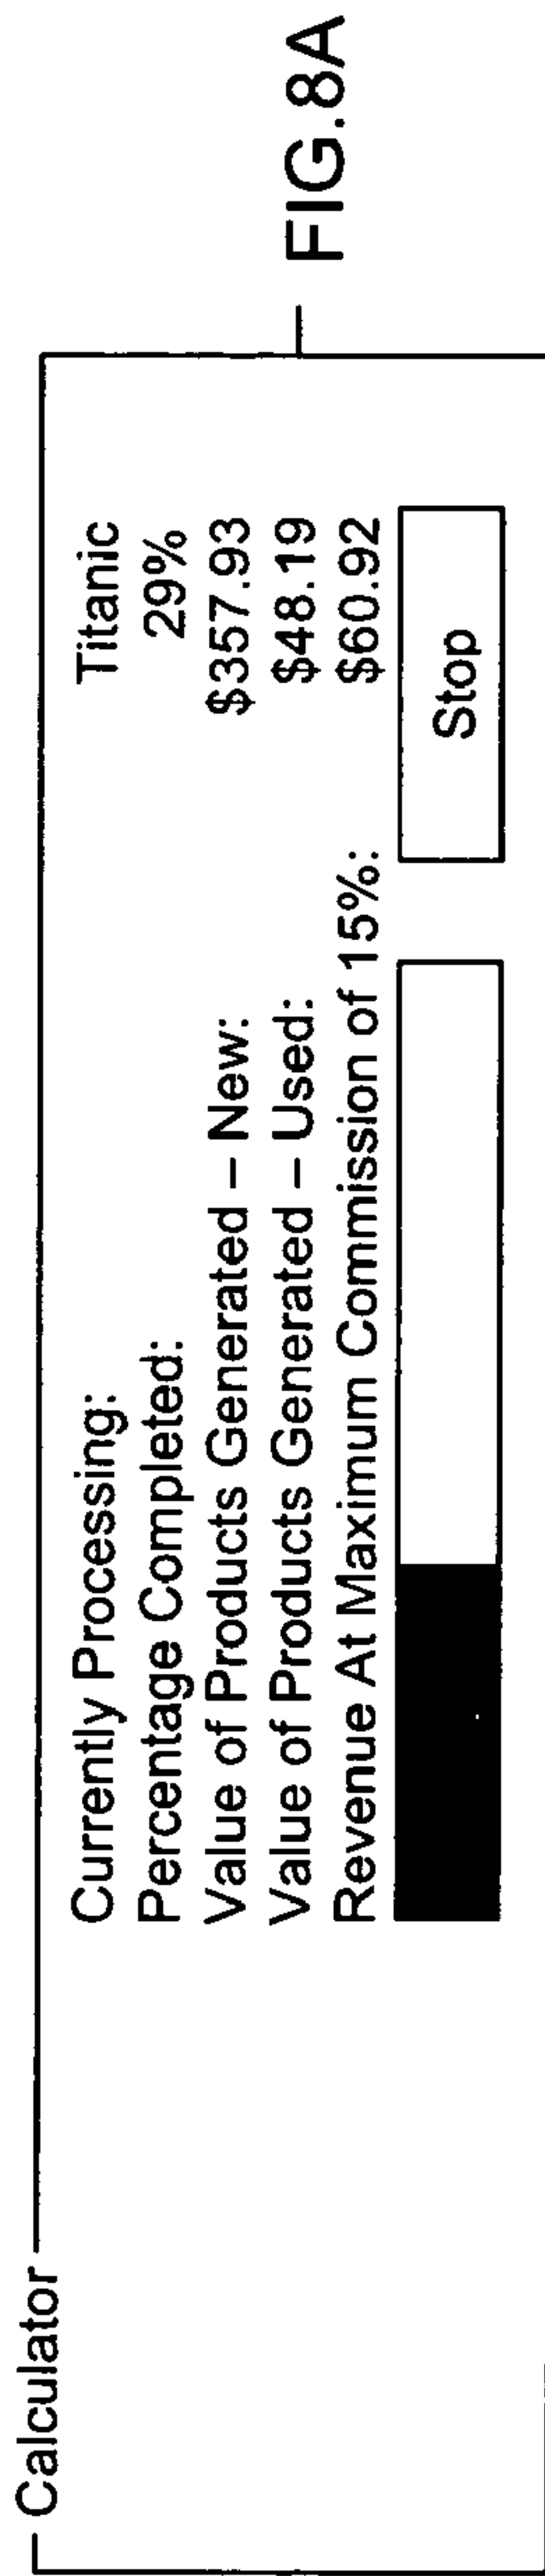 Calculator
Currently Processing: Titanic
Percentage Completed: 29%
Value of Products Generated – New: $357.93
Value of Products Generated – Used: $48.19
Revenue At Maximum Commission of 15%: $60.92
Stop
FIG.8A